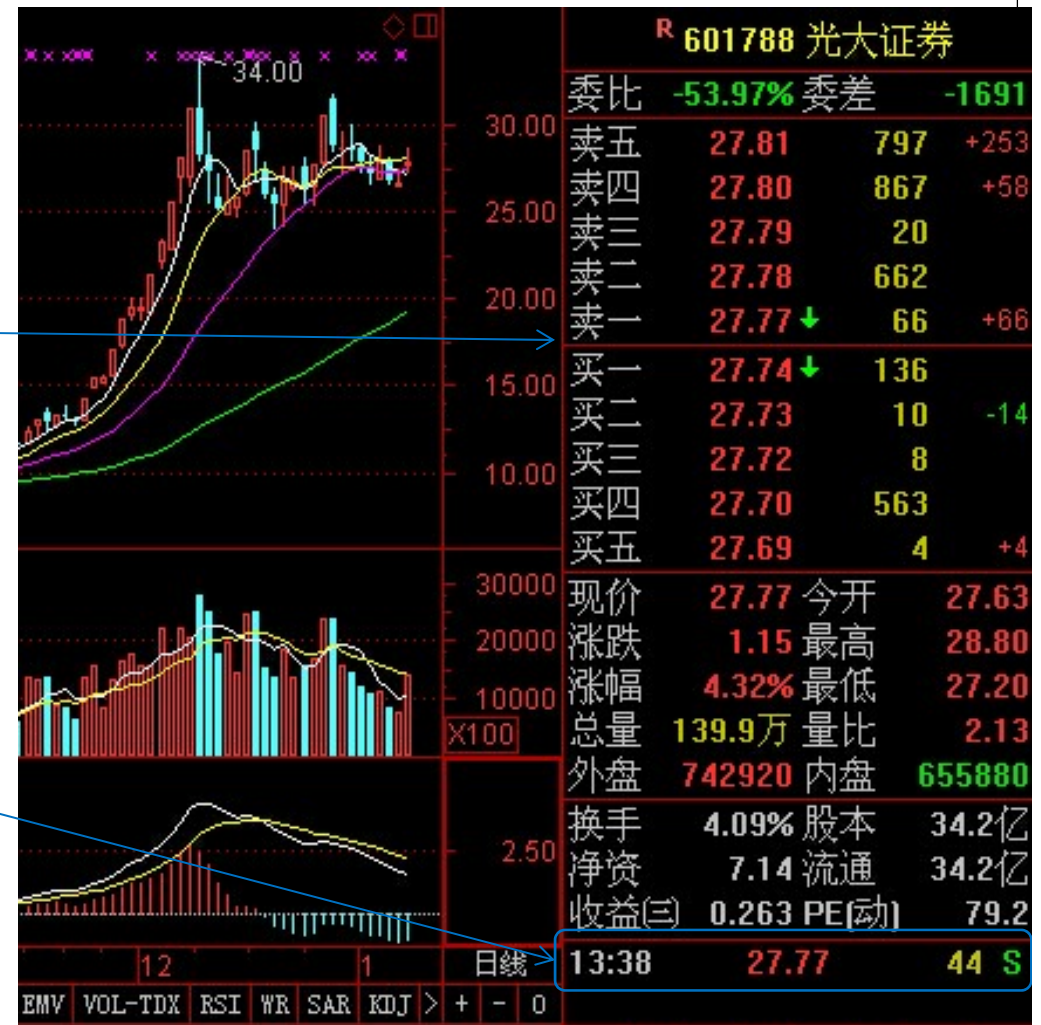 34.00
30.00
25.00
20.00
15.00
10.00
30000
20000
10000
X100
2.50
12 1 日线
EMV VOL-TDX RSI WR SAR KDJ > + - 0
R 601788 光大证券
委比 -53.97% 委差 -1691
卖五 27.81 797 +253
卖四 27.80 867 +58
卖三 27.79 20
卖二 27.78 662
卖一 27.77 66 +66
买一 27.74 136
买二 27.73 10 -14
买三 27.72 8
买四 27.70 563
买五 27.69 4 +4
现价 27.77 今开 27.63
涨跌 1.15 最高 28.80
涨幅 4.32% 最低 27.20
总量 139.9万 量比 2.13
外盘 742920 内盘 655880
换手 4.09% 股本 34.2亿
净资 7.14 流通 34.2亿
收益(三) 0.263 PE(动) 79.2
13:38 27.77 44 S